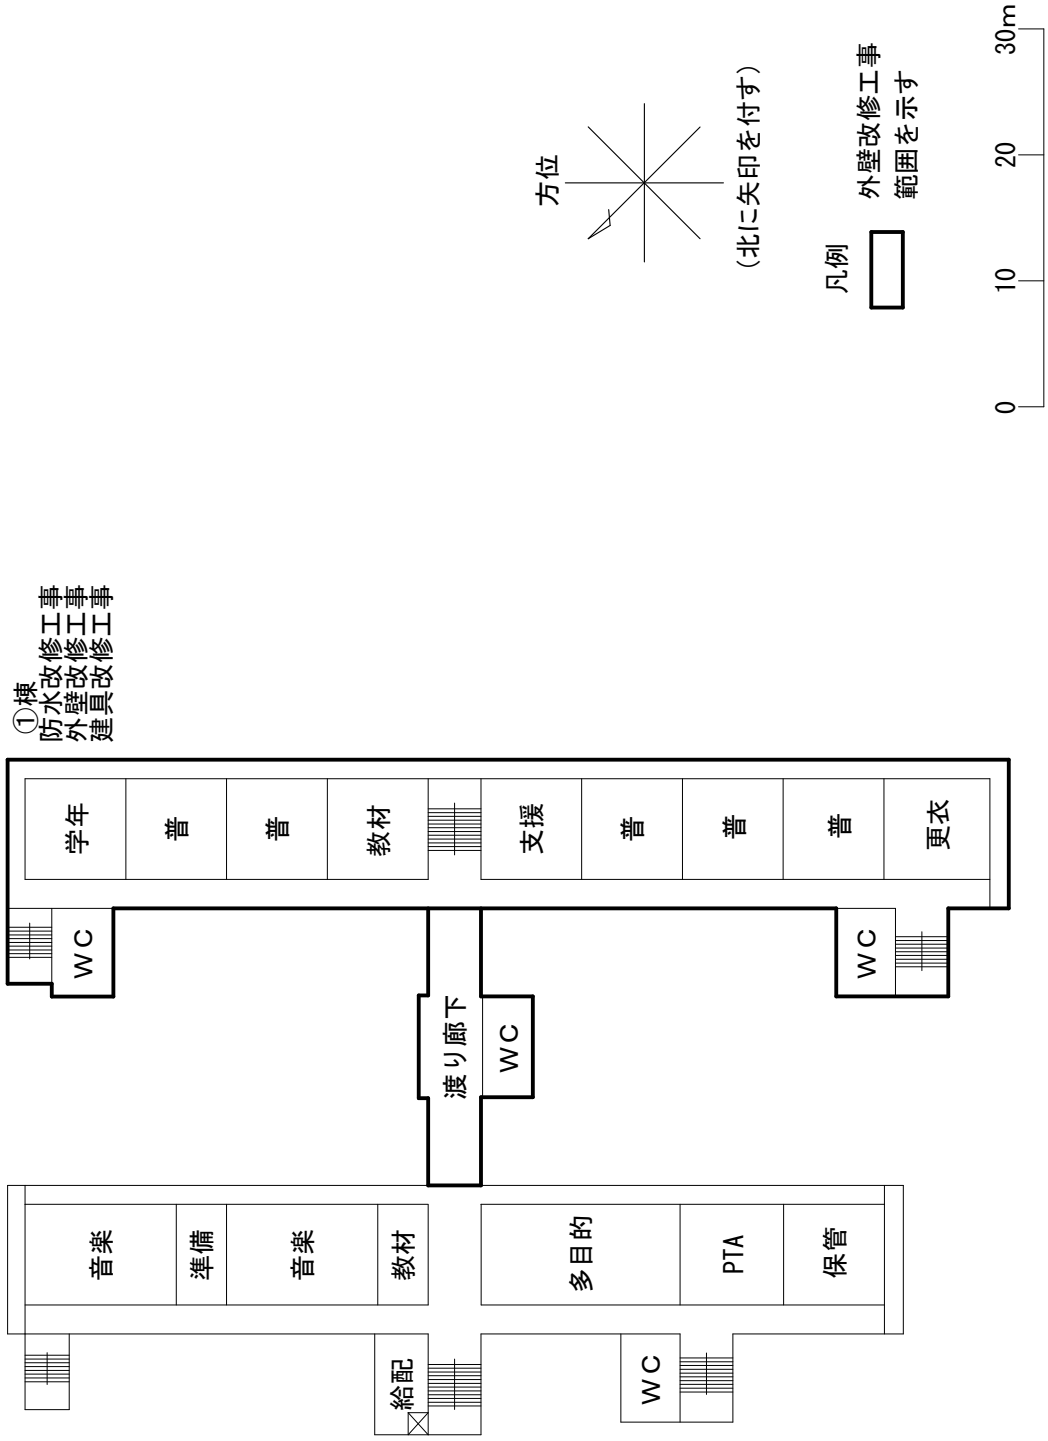 ①棟
防水改修工事
外壁改修工事
建具改修工事
更衣
普
普
普
支援
教材
普
普
学年
WC
WC
渡り廊下
WC
保管
PTA
多目的
教材
音楽
準備
音楽
WC
給配
方位
(北に矢印を付す)
凡例
外壁改修工事
範囲を示す
0
10
20
30m